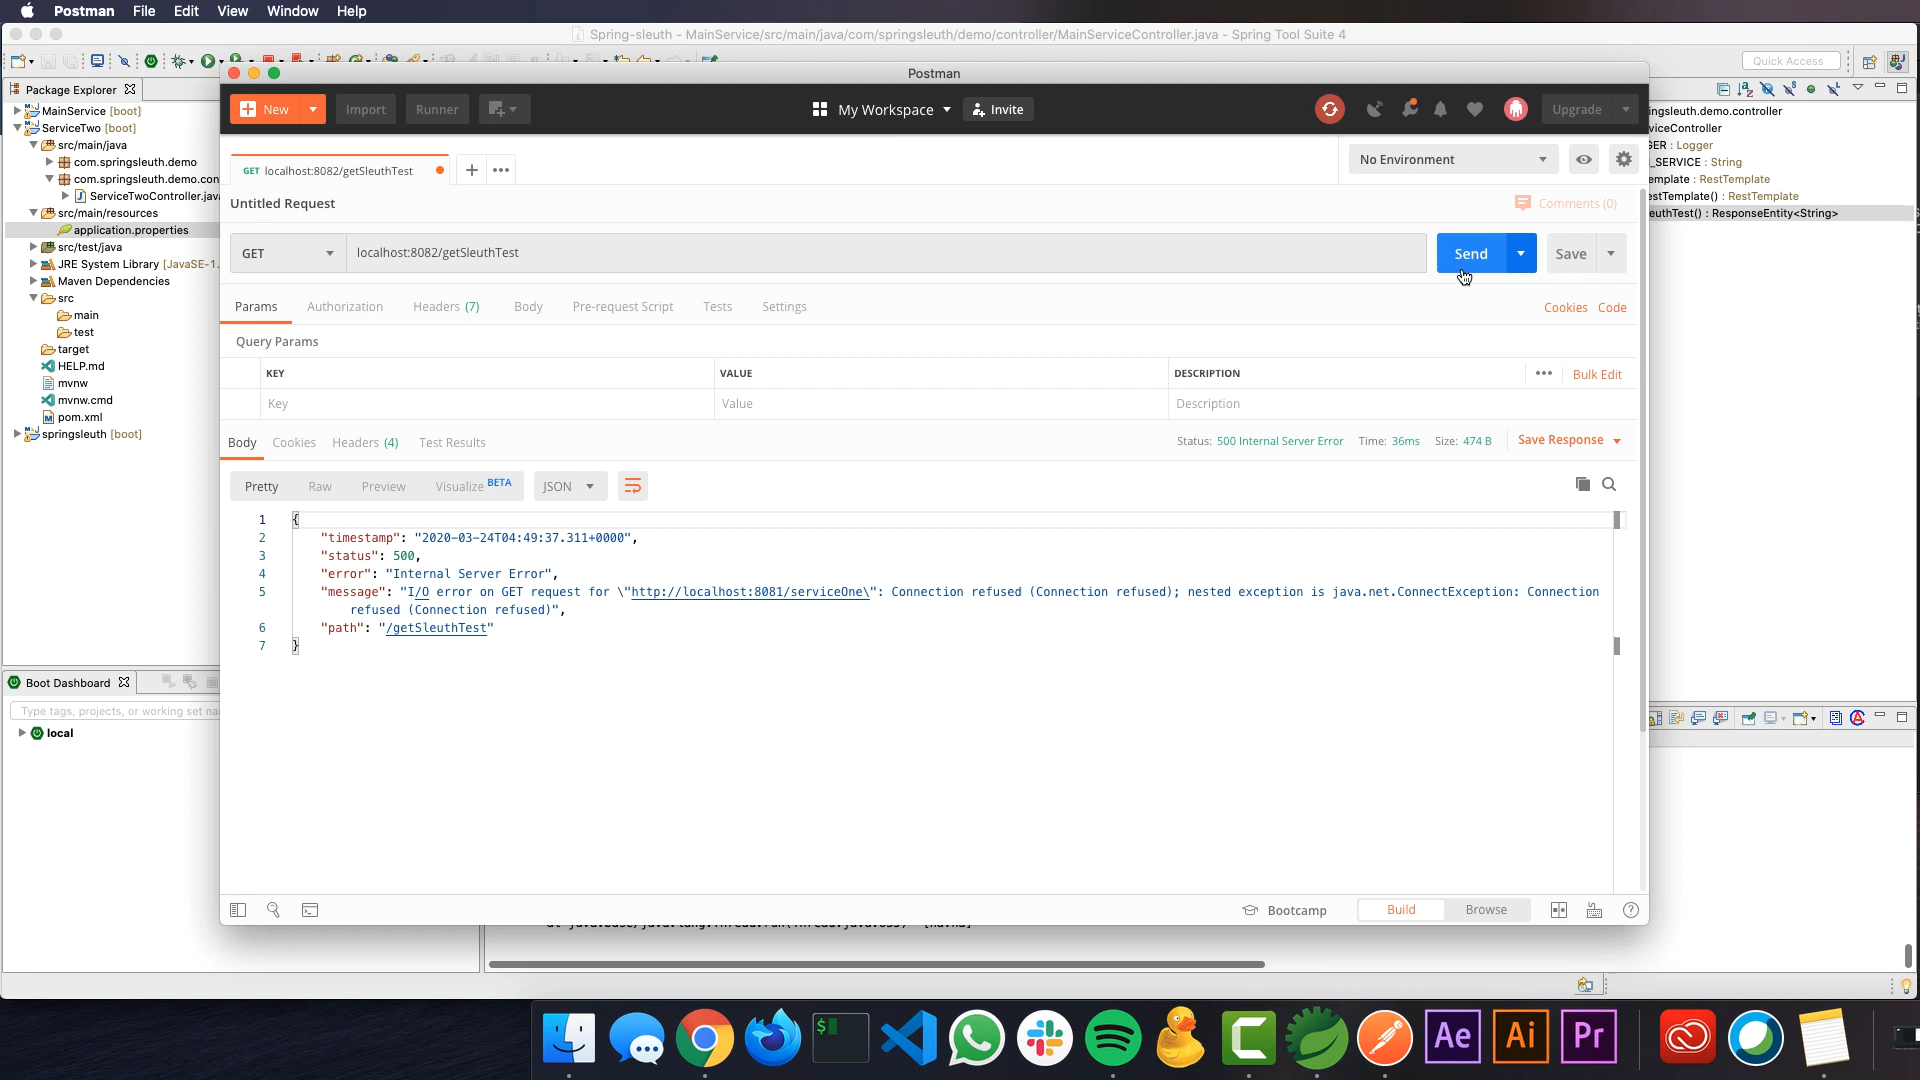 Postman File Edit View Window Help
Spring-sleuth - MainService/src/main/java/com/springsleuth/demo/controller/MainServiceController.java - Spring Tool Suite 4
Quick Access
Package Explorer
MainService [boot]
ServiceTwo [boot]
src/main/java
com.springsleuth.demo
com.springsleuth.demo.con
ServiceTwoController.java
src/main/resources
application.properties
src/test/java
JRE System Library [JavaSE-1.
Maven Dependencies
src
main
test
target
HELP.md
mvnw
mvnw.cmd
pom.xml
springsleuth [boot]
Boot Dashboard
Type tags, projects, or working set na
local
Postman
New Import Runner My Workspace Invite Upgrade
GET localhost:8082/getSleuthTest
No Environment
Untitled Request
Comments (0)
GET localhost:8082/getSleuthTest Send Save
Params Authorization Headers (7) Body Pre-request Script Tests Settings Cookies Code
Query Params
KEY VALUE DESCRIPTION Bulk Edit
Key Value Description
Body Cookies Headers (4) Test Results Status: 500 Internal Server Error Time: 36ms Size: 474 B Save Response
Pretty Raw Preview Visualize BETA JSON
1 {
2 "timestamp": "2020-03-24T04:49:37.311+0000",
3 "status": 500,
4 "error": "Internal Server Error",
5 "message": "I/O error on GET request for \"http://localhost:8081/serviceOne\": Connection refused (Connection refused); nested exception is java.net.ConnectException: Connection
refused (Connection refused)",
6 "path": "/getSleuthTest"
7 }
Bootcamp Build Browse
ingsleuth.demo.controller
viceController
GER : Logger
_SERVICE : String
emplate : RestTemplate
estTemplate() : RestTemplate
euthTest() : ResponseEntity<String>
$
Ae Ai Pr